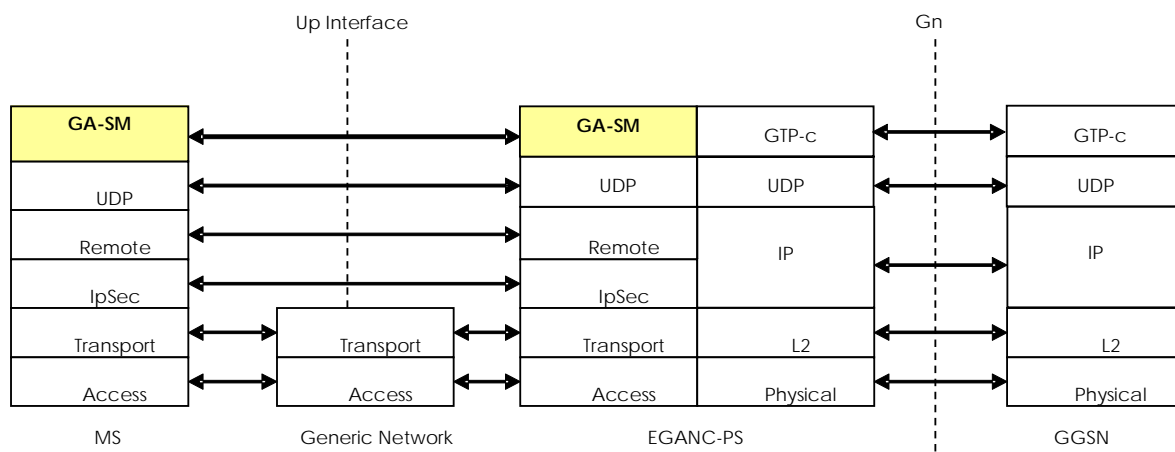 Up Interface Gn
GA-SM GA-SM GTP-c GTP-c
UDP UDP UDP UDP
Remote Remote IP IP
IpSec IpSec
Transport Transport Transport L2 L2
Access Access Access Physical Physical
MS Generic Network EGANC-PS GGSN